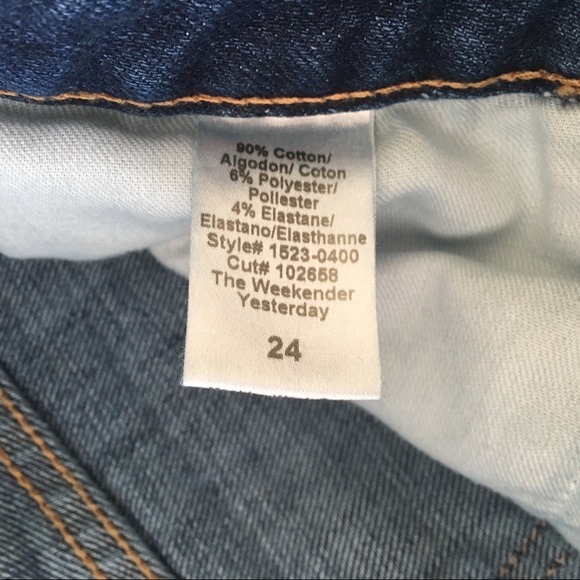 90% Cotton/
Algodon/ Coton
6% Polyester/
Poliester
4% Elastane/
Elastano/Elasthanne
Style# 1523-0400
Cut# 102658
The Weekender
Yesterday
24